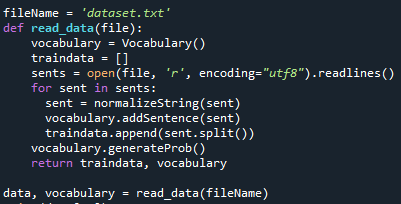 fileName = 'dataset.txt'
def read_data(file):
    vocabulary = Vocabulary()
    traindata = []
    sents = open(file, 'r', encoding="utf8").readlines()
    for sent in sents:
      sent = normalizeString(sent)
      vocabulary.addSentence(sent)
      traindata.append(sent.split())
    vocabulary.generateProb()
    return traindata, vocabulary

data, vocabulary = read_data(fileName)